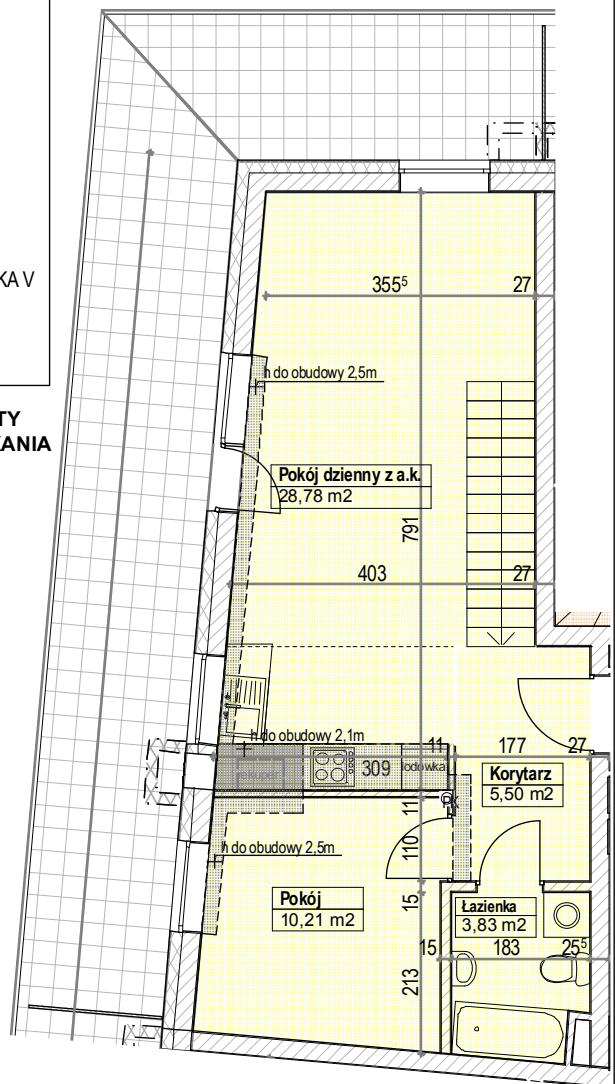 KA V
TY
KANIA
355⁵
27
h do obudowy 2,5m
Pokój dzienny z a.k.
28,78 m2
791
403
27
h do obudowy 2,1m
11
177
27
309
lodówka
Korytarz
5,50 m2
11
110
h do obudowy 2,5m
Pokój
10,21 m2
15
Łazienka
3,83 m2
15
183
25⁵
213